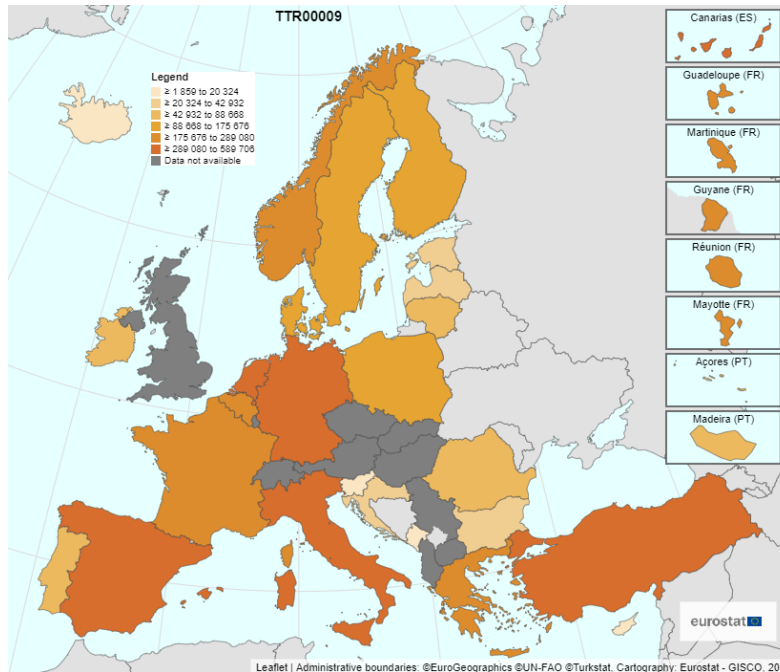 TTR00009
Legend
≥ 1 859 to 20 324
≥ 20 324 to 42 932
≥ 42 932 to 88 668
≥ 88 668 to 175 676
≥ 175 676 to 289 080
≥ 289 080 to 589 706
Data not available
Canarias (ES)
Guadeloupe (FR)
Martinique (FR)
Guyane (FR)
Réunion (FR)
Mayotte (FR)
Açores (PT)
Madeira (PT)
eurostat
Leaflet | Administrative boundaries: ©EuroGeographics ©UN-FAO ©Turkstat, Cartography: Eurostat - GISCO, 20